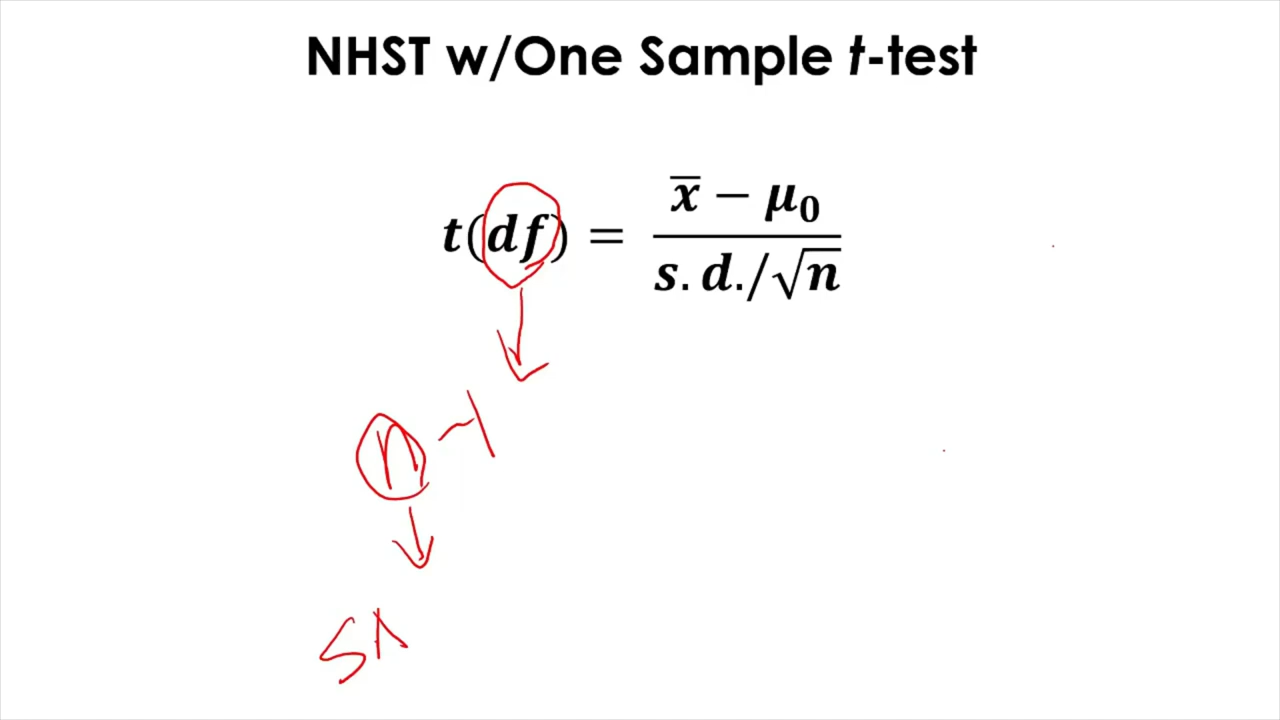 NHST w/One Sample t-test
x̄ − μ₀
t(df) = 
s.d./√n
n-1